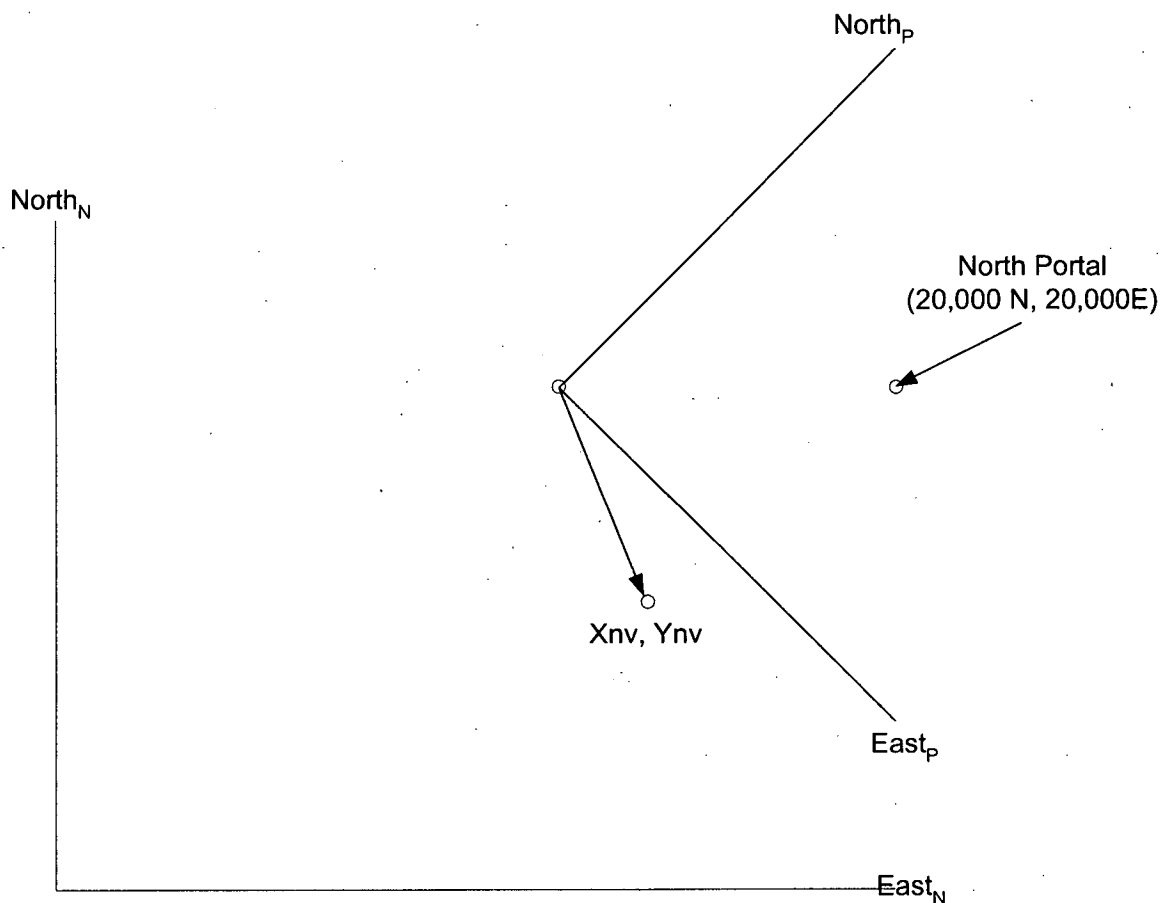 North_P
North_N
North Portal
(20,000 N, 20,000E)
Xnv, Ynv
East_P
East_N